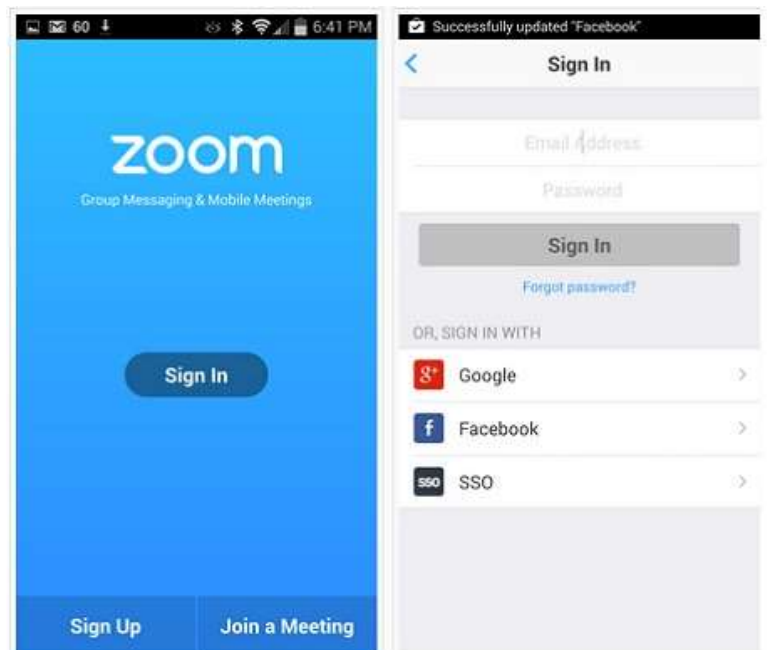 60
6:41 PM
zoom
Group Messaging & Mobile Meetings
Sign In
Sign Up
Join a Meeting
Successfully updated "Facebook"
Sign In
Email Address
Password
Sign In
Forgot password?
OR, SIGN IN WITH
g+ Google
f Facebook
SSO SSO